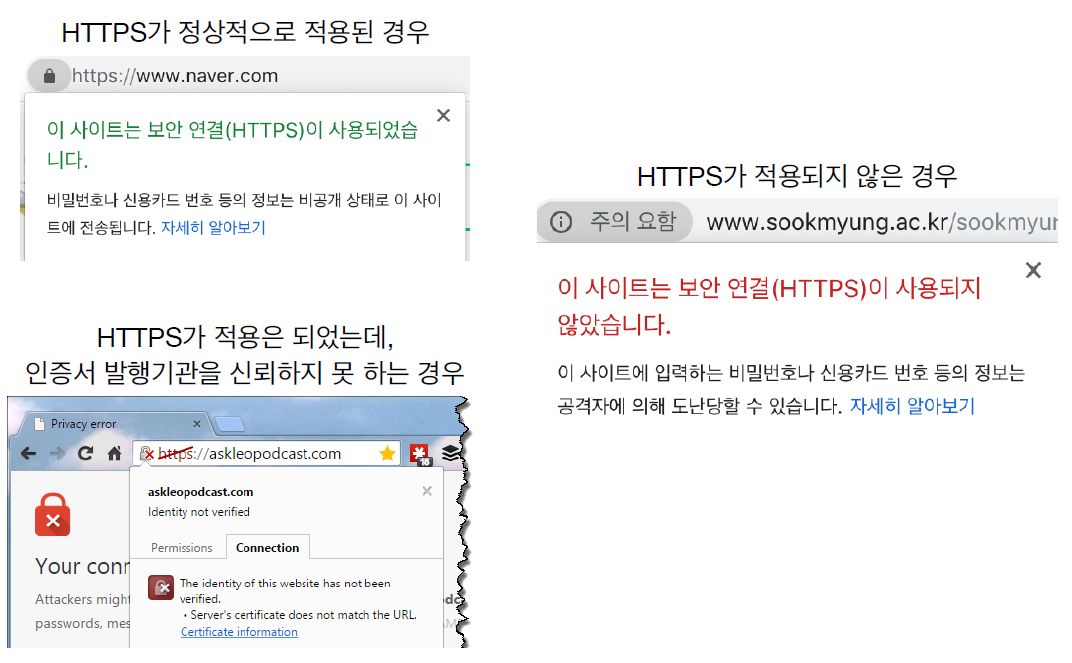 HTTPS가 정상적으로 적용된 경우
https://www.naver.com
이 사이트는 보안 연결(HTTPS)이 사용되었습
니다.
비밀번호나 신용카드 번호 등의 정보는 비공개 상태로 이 사이
트에 전송됩니다. 자세히 알아보기
HTTPS가 적용은 되었는데,
인증서 발행기관을 신뢰하지 못 하는 경우
Privacy error
https://askleopodcast.com
askleopodcast.com
Identity not verified
Permissions Connection
The identity of this website has not been
verified.
• Server's certificate does not match the URL.
Certificate information
Your conn
Attackers might
passwords, mes
HTTPS가 적용되지 않은 경우
주의 요함 www.sookmyung.ac.kr/sookmyun
이 사이트는 보안 연결(HTTPS)이 사용되지
않았습니다.
이 사이트에 입력하는 비밀번호나 신용카드 번호 등의 정보는
공격자에 의해 도난당할 수 있습니다. 자세히 알아보기